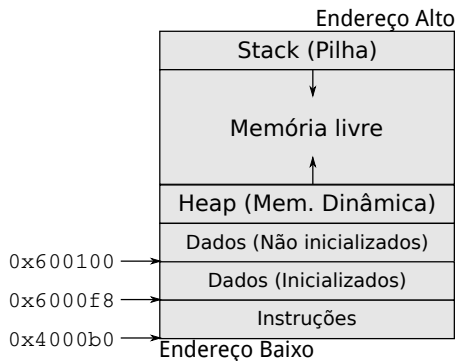 Endereço Alto
Stack (Pilha)
Memória livre
Heap (Mem. Dinâmica)
Dados (Não inicializados)
0x600100
Dados (Inicializados)
0x6000f8
Instruções
0x4000b0
Endereço Baixo